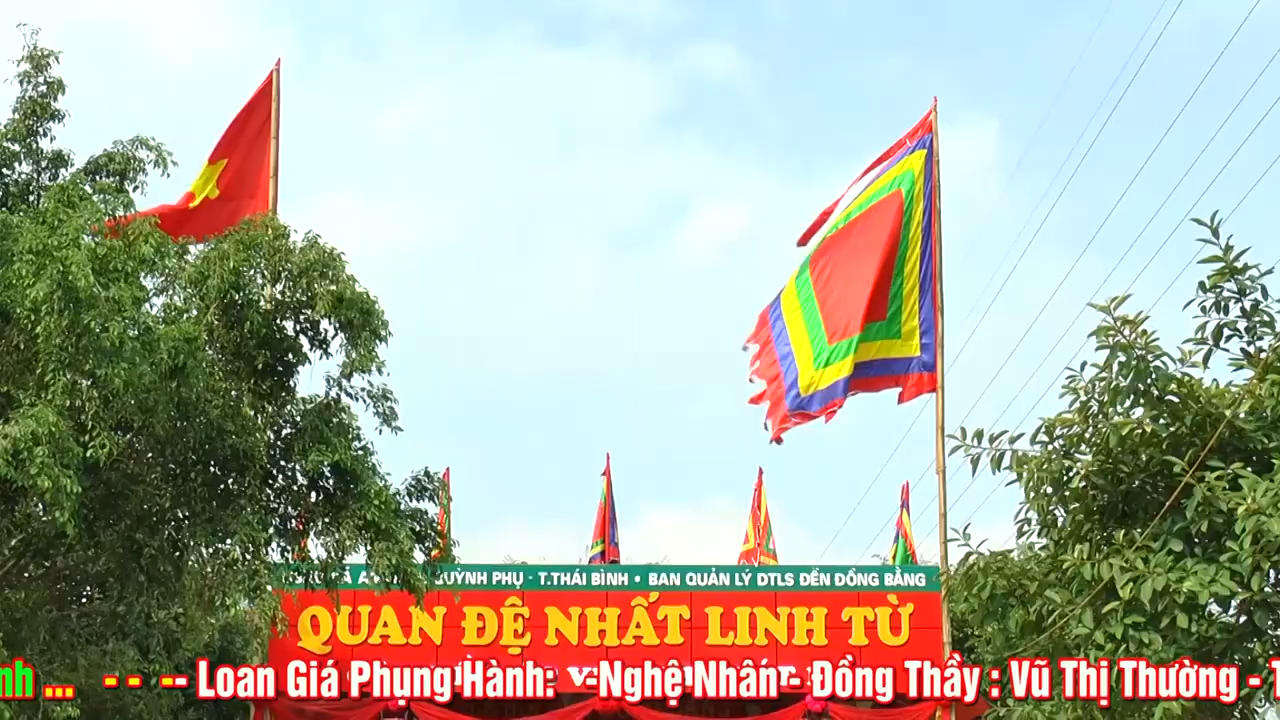 QUỲNH PHỤ - T.THÁI BÌNH • BAN QUẢN LÝ DTLS ĐỀN ĐỒNG BẰNG
QUAN ĐỆ NHẤT LINH TỪ
... - - -- Loan Giá Phụng Hành: - Nghệ Nhân - Đồng Thầy : Vũ Thị Thường -